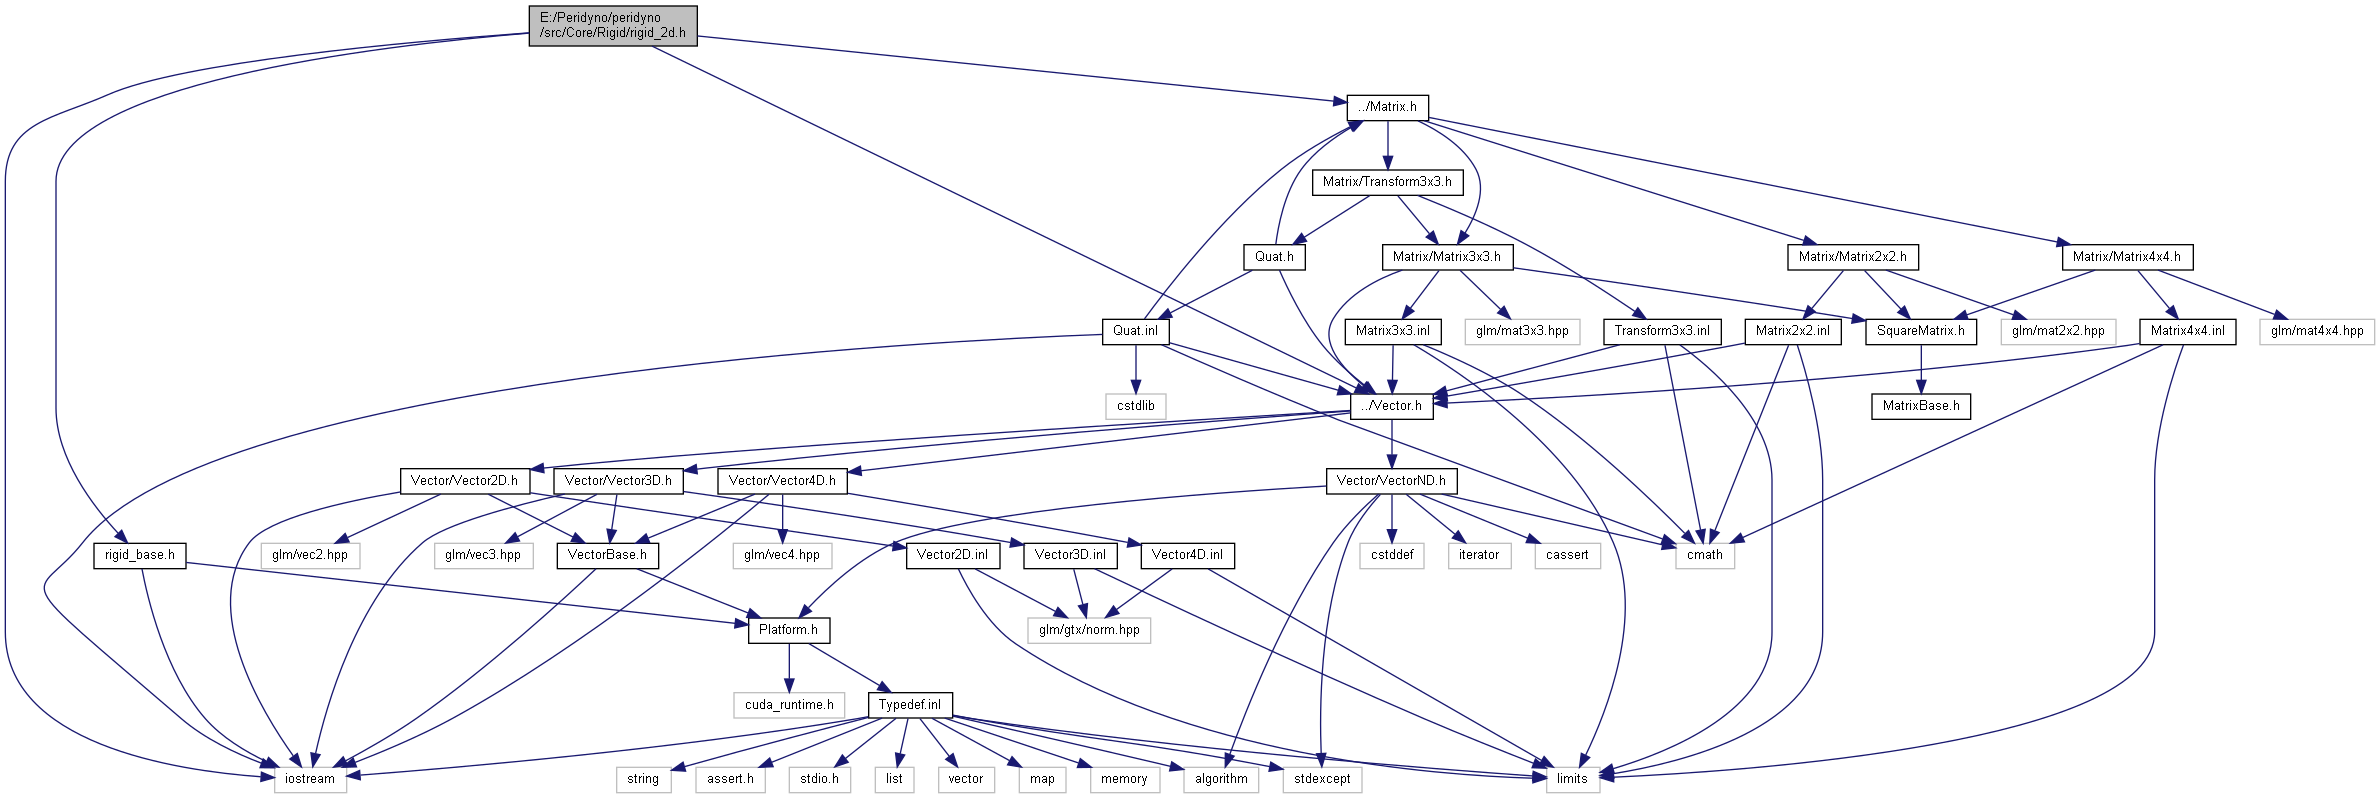 E:/Peridyno/peridyno
/src/Core/Rigid/rigid_2d.h
../Matrix.h
Matrix/Transform3x3.h
Quat.h
Matrix/Matrix3x3.h
Matrix/Matrix2x2.h
Matrix/Matrix4x4.h
Quat.inl
Matrix3x3.inl
glm/mat3x3.hpp
Transform3x3.inl
Matrix2x2.inl
SquareMatrix.h
glm/mat2x2.hpp
Matrix4x4.inl
glm/mat4x4.hpp
cstdlib
../Vector.h
MatrixBase.h
Vector/Vector2D.h
Vector/Vector3D.h
Vector/Vector4D.h
Vector/VectorND.h
rigid_base.h
glm/vec2.hpp
glm/vec3.hpp
VectorBase.h
glm/vec4.hpp
Vector2D.inl
Vector3D.inl
Vector4D.inl
cstddef
iterator
cassert
cmath
Platform.h
glm/gtx/norm.hpp
cuda_runtime.h
Typedef.inl
iostream
string
assert.h
stdio.h
list
vector
map
memory
algorithm
stdexcept
limits